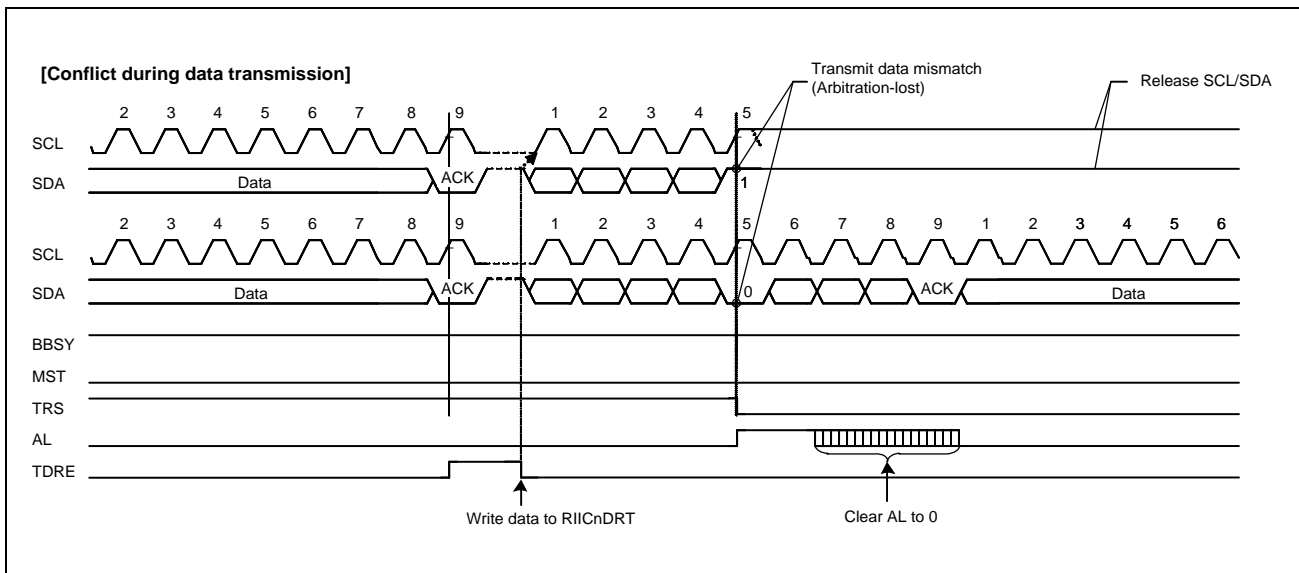 [Conflict during data transmission]
Transmit data mismatch
(Arbitration-lost)
Release SCL/SDA
2 3 4 5 6 7 8 9 1 2 3 4 5
SCL
SDA Data ACK 1
2 3 4 5 6 7 8 9 1 2 3 4 5 6 7 8 9 1 2 3 4 5 6
SCL
SDA Data ACK 0 ACK Data
BBSY
MST
TRS
AL
TDRE
Write data to RIICnDRT Clear AL to 0